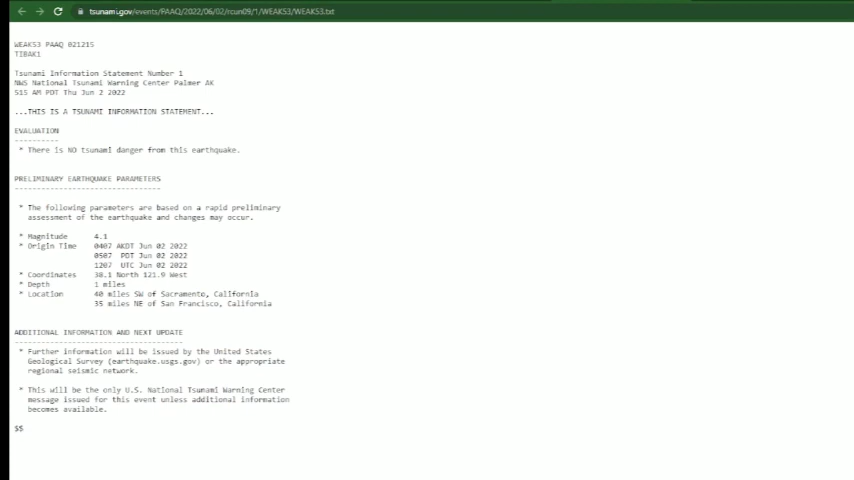 tsunami.gov/events/PAAQ/2022/06/02/rcun09/1/WEAK53/WEAK53.txt
WEAK53 PAAQ 021215
TIBAK1
Tsunami Information Statement Number 1
NWS National Tsunami Warning Center Palmer AK
515 AM PDT Thu Jun 2 2022
...THIS IS A TSUNAMI INFORMATION STATEMENT...
EVALUATION
----------
* There is NO tsunami danger from this earthquake.
PRELIMINARY EARTHQUAKE PARAMETERS
---------------------------------
* The following parameters are based on a rapid preliminary
assessment of the earthquake and changes may occur.
* Magnitude 4.1
* Origin Time 0407 AKDT Jun 02 2022
0507 PDT Jun 02 2022
1207 UTC Jun 02 2022
* Coordinates 38.1 North 121.9 West
* Depth 1 miles
* Location 40 miles SW of Sacramento, California
35 miles NE of San Francisco, California
ADDITIONAL INFORMATION AND NEXT UPDATE
--------------------------------------
* Further information will be issued by the United States
Geological Survey (earthquake.usgs.gov) or the appropriate
regional seismic network.
* This will be the only U.S. National Tsunami Warning Center
message issued for this event unless additional information
becomes available.
$$